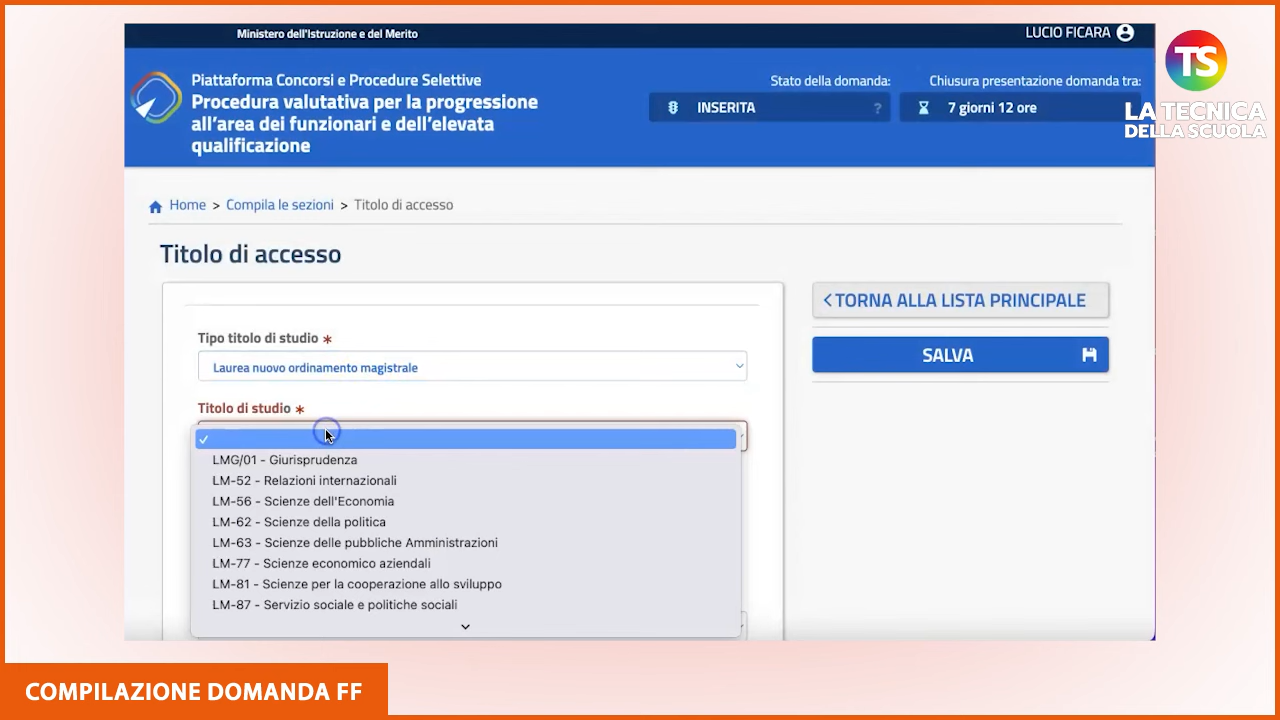 Ministero dell'Istruzione e del Merito
LUCIO FICARA
TS
LA TECNICA
DELLA SCUOLA
Piattaforma Concorsi e Procedure Selettive
Procedura valutativa per la progressione
all'area dei funzionari e dell'elevata
qualificazione
Stato della domanda:
INSERITA ?
Chiusura presentazione domanda tra:
7 giorni 12 ore
Home > Compila le sezioni > Titolo di accesso
Titolo di accesso
Tipo titolo di studio *
Laurea nuovo ordinamento magistrale
Titolo di studio *
LMG/01 - Giurisprudenza
LM-52 - Relazioni internazionali
LM-56 - Scienze dell'Economia
LM-62 - Scienze della politica
LM-63 - Scienze delle pubbliche Amministrazioni
LM-77 - Scienze economico aziendali
LM-81 - Scienze per la cooperazione allo sviluppo
LM-87 - Servizio sociale e politiche sociali
TORNA ALLA LISTA PRINCIPALE
SALVA
COMPILAZIONE DOMANDA FF